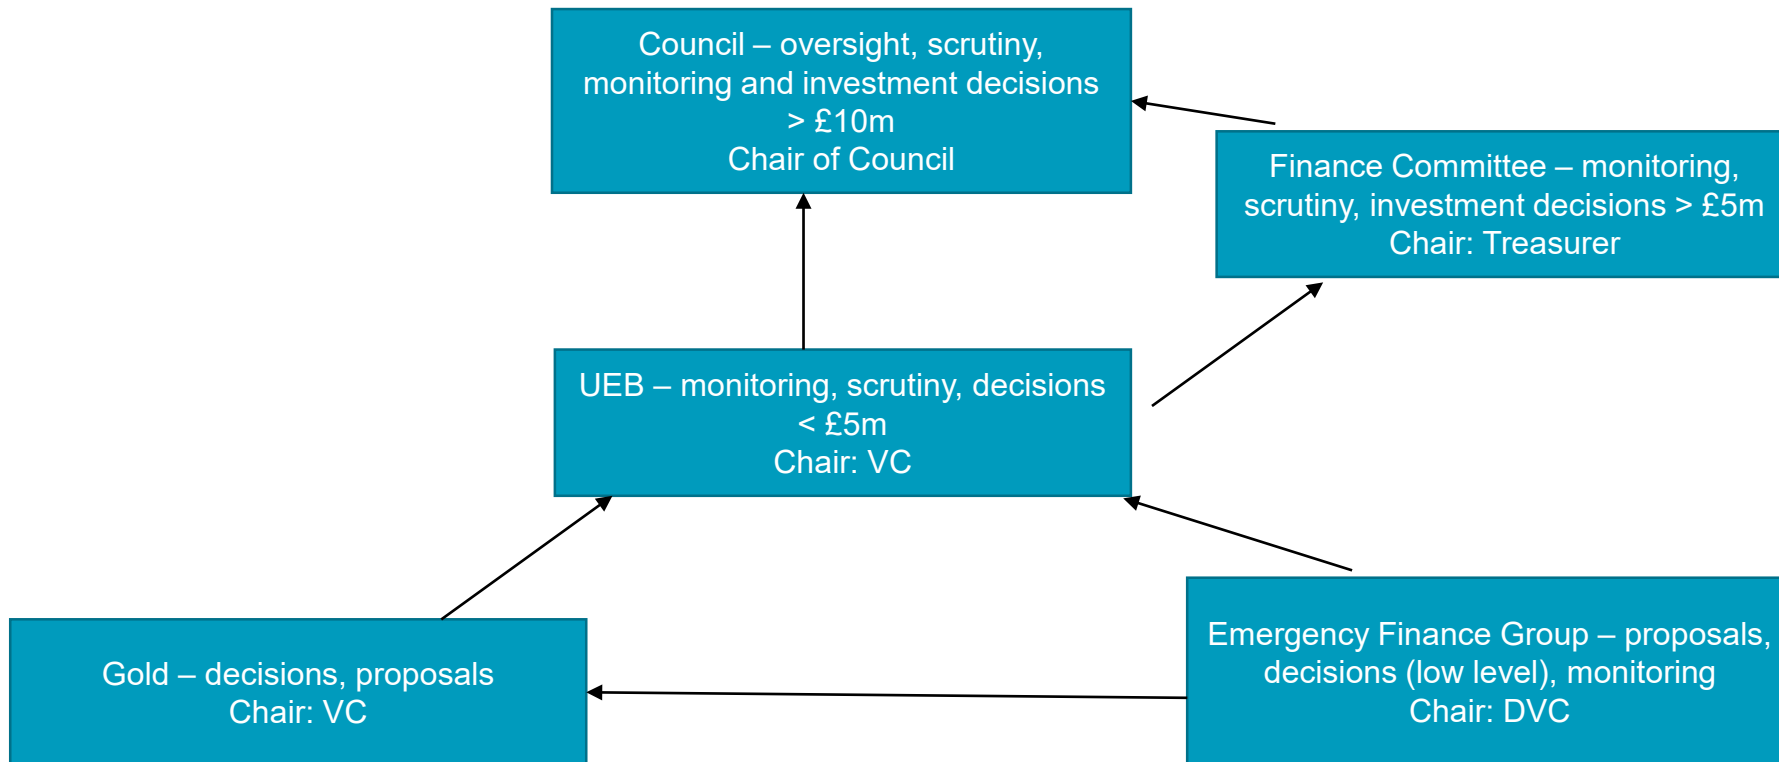 Council – oversight, scrutiny,
monitoring and investment decisions
> £10m
Chair of Council
Finance Committee – monitoring,
scrutiny, investment decisions > £5m
Chair: Treasurer
UEB – monitoring, scrutiny, decisions
< £5m
Chair: VC
Gold – decisions, proposals
Chair: VC
Emergency Finance Group – proposals,
decisions (low level), monitoring
Chair: DVC